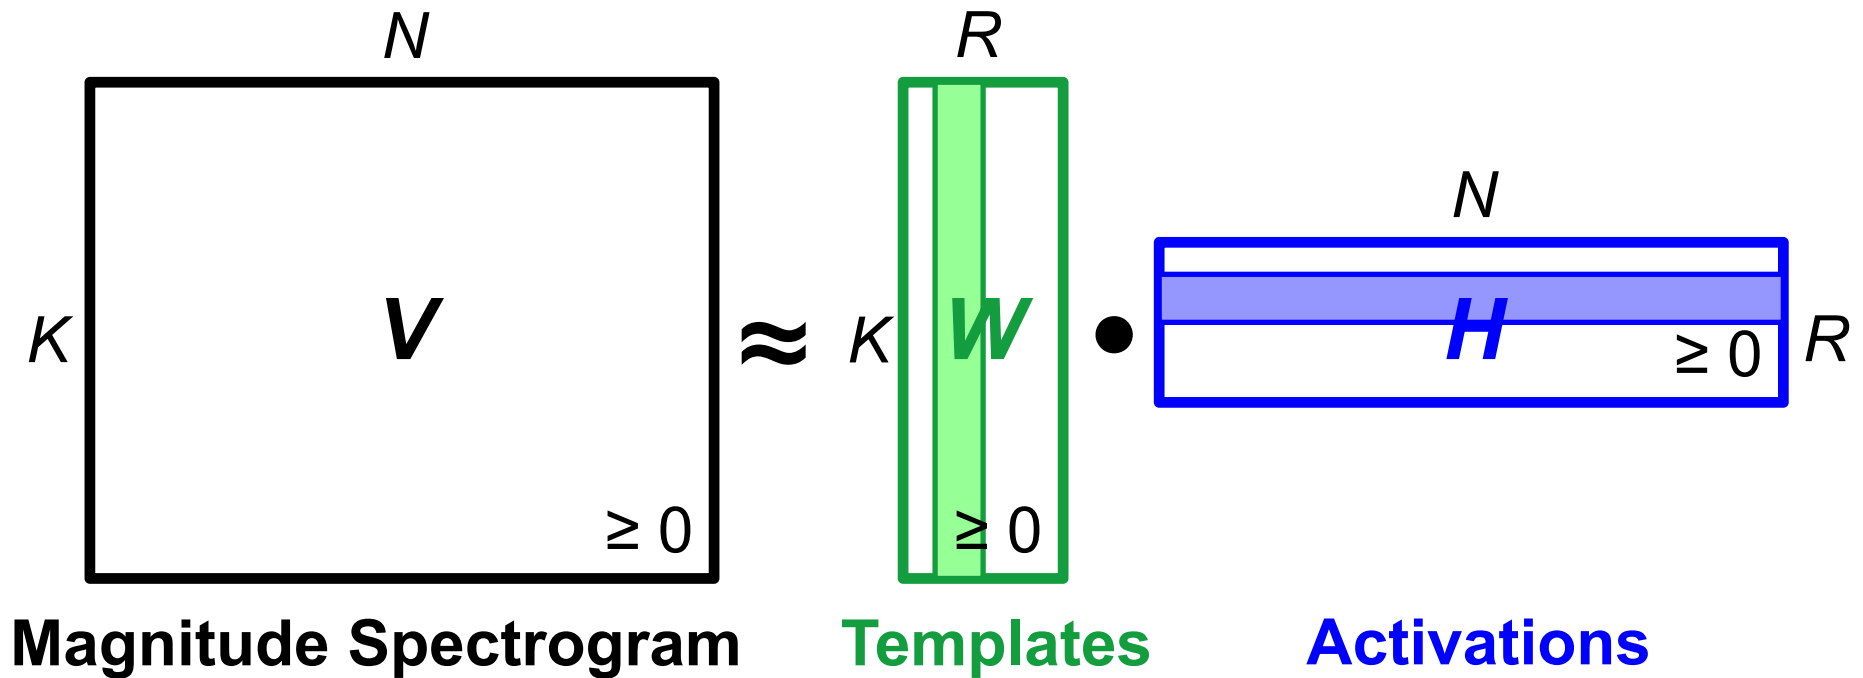 N
R
N
K
V
≈
K
W
•
H
≥ 0
R
≥ 0
≥ 0
Magnitude Spectrogram
Templates
Activations